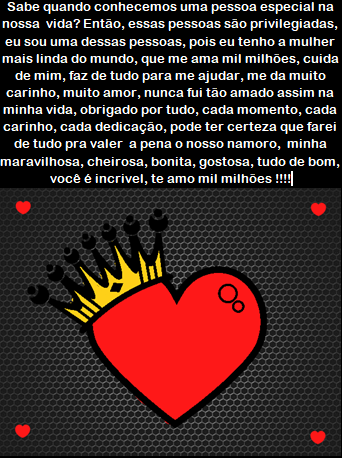 Sabe quando conhecemos uma pessoa especial na
nossa vida? Então, essas pessoas são privilegiadas,
eu sou uma dessas pessoas, pois eu tenho a mulher
mais linda do mundo, que me ama mil milhões, cuida
de mim, faz de tudo para me ajudar, me da muito
carinho, muito amor, nunca fui tão amado assim na
minha vida, obrigado por tudo, cada momento, cada
carinho, cada dedicação, pode ter certeza que farei
de tudo pra valer a pena o nosso namoro, minha
maravilhosa, cheirosa, bonita, gostosa, tudo de bom,
você é incrivel, te amo mil milhões !!!!